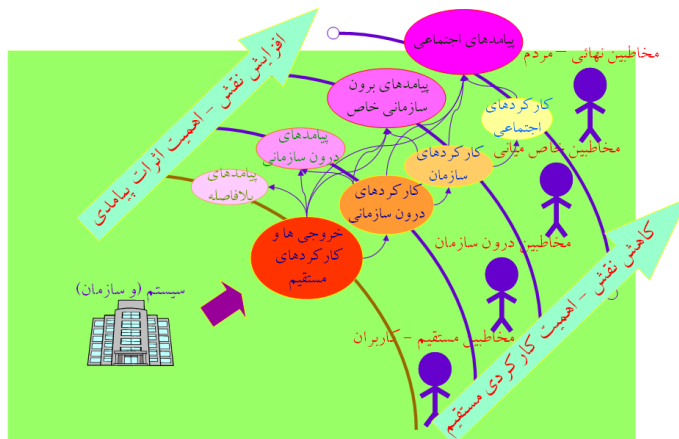 پیامدهای اجتماعی
مخاطبین نهائی – مردم
افزایش نقش – اهمیت اثرات پیامدی
پیامدهای برون
سازمانی خاص
کارکردهای
اجتماعی
پیامدهای
درون سازمانی
کارکردهای
سازمان
مخاطبین خاص میانی
پیامدهای
بلافاصله
کارکردهای
درون سازمانی
خروجی ها و
کارکردهای
مستقیم
مخاطبین درون سازمان
سیستم (و سازمان)
مخاطبین مستقیم – کاربران
کاهش نقش – اهمیت کارکردی مستقیم